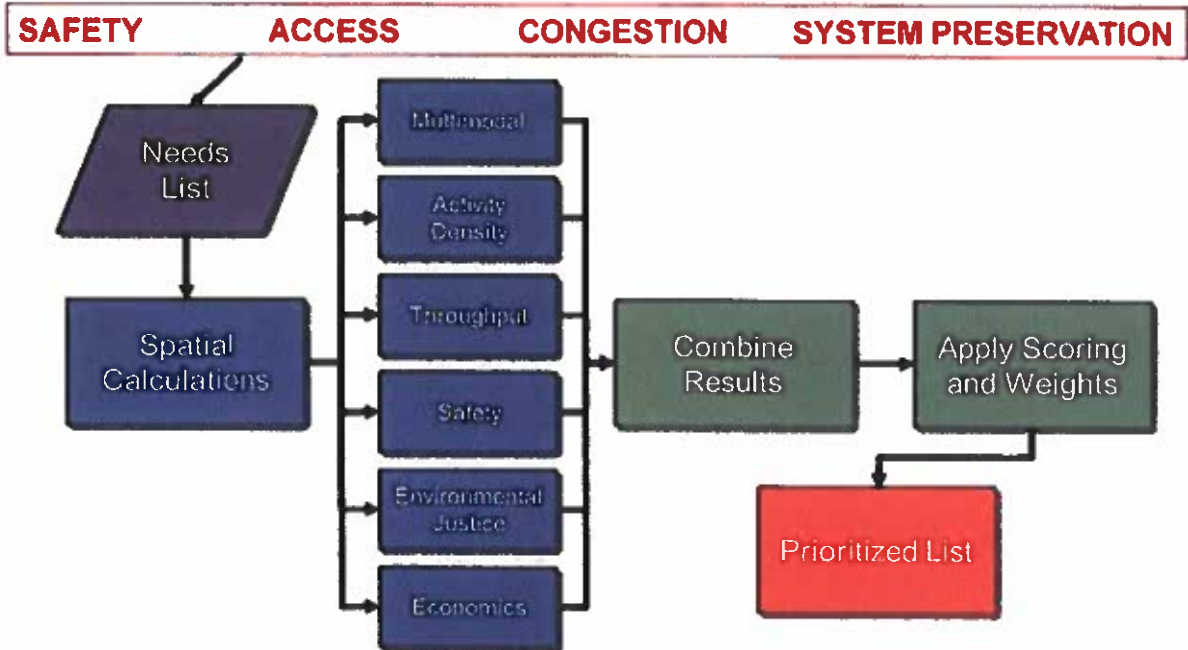 SAFETY ACCESS CONGESTION SYSTEM PRESERVATION
Needs
List
Spatial
Calculations
Multimodal
Activity
Density
Throughput
Safety
Environmental
Justice
Economics
Combine
Results
Apply Scoring
and Weights
Prioritized List